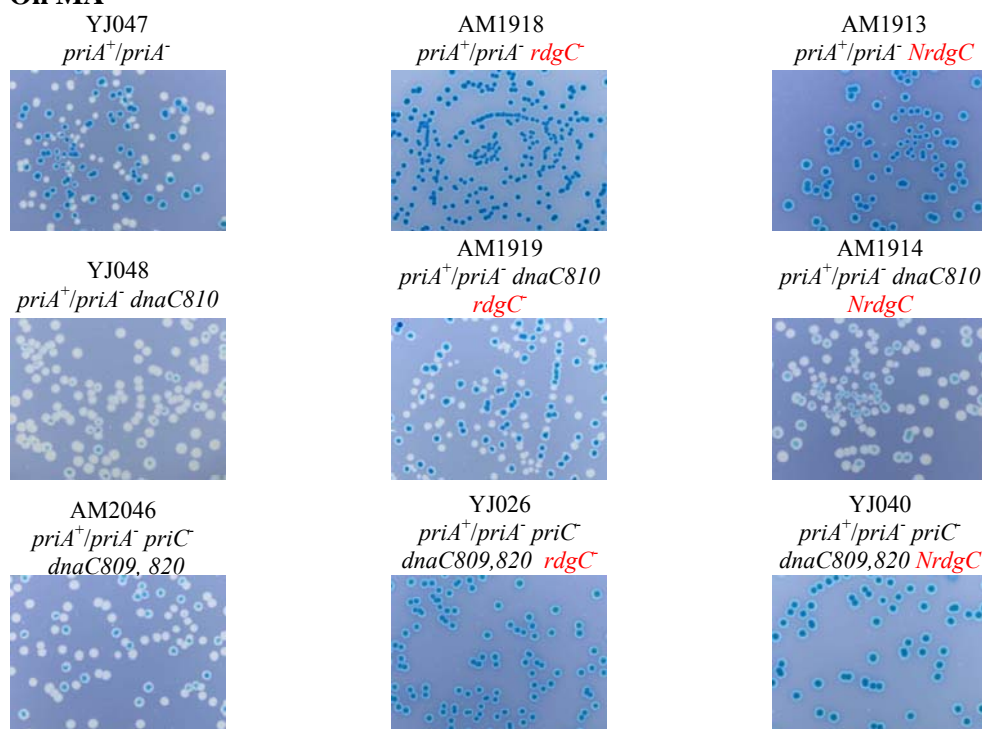 On MA
YJ047
priA⁺/priA⁻
AM1918
priA⁺/priA⁻ rdgC⁻
AM1913
priA⁺/priA⁻ NrdgC
YJ048
priA⁺/priA⁻ dnaC810
AM1919
priA⁺/priA⁻ dnaC810
rdgC⁻
AM1914
priA⁺/priA⁻ dnaC810
NrdgC
AM2046
priA⁺/priA⁻ priC⁻
dnaC809, 820
YJ026
priA⁺/priA⁻ priC⁻
dnaC809,820 rdgC⁻
YJ040
priA⁺/priA⁻ priC⁻
dnaC809,820 NrdgC